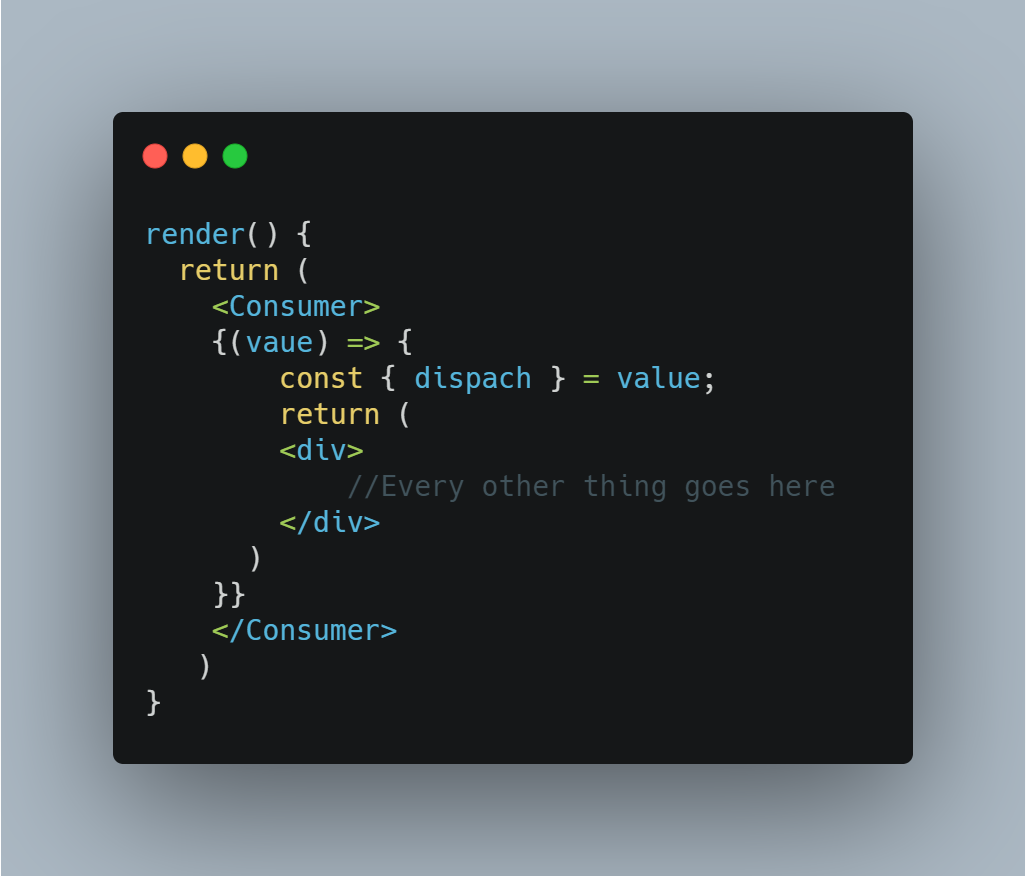 render() {
  return (
    <Consumer>
    {(vaue) => {
        const { dispach } = value;
        return (
        <div>
            //Every other thing goes here
        </div>
      )
    }}
    </Consumer>
   )
}